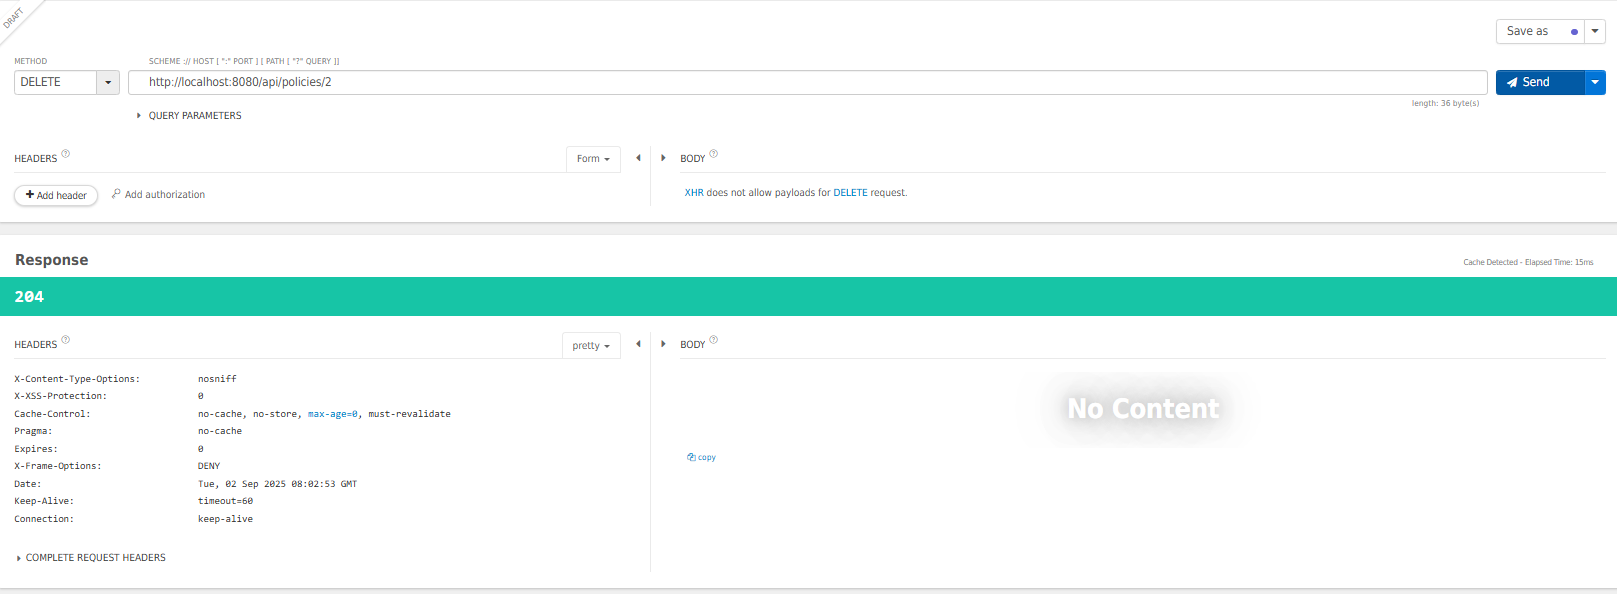 DRAFT
Save as
METHOD
SCHEME :// HOST [ ":" PORT ] [ PATH [ "?" QUERY ]]
DELETE
http://localhost:8080/api/policies/2
Send
length: 36 byte(s)
QUERY PARAMETERS
HEADERS ?
Form
BODY ?
+ Add header
Add authorization
XHR does not allow payloads for DELETE request.
Response
Cache Detected - Elapsed Time: 15ms
204
HEADERS ?
pretty
BODY ?
X-Content-Type-Options: nosniff
X-XSS-Protection: 0
Cache-Control: no-cache, no-store, max-age=0, must-revalidate
Pragma: no-cache
Expires: 0
X-Frame-Options: DENY
Date: Tue, 02 Sep 2025 08:02:53 GMT
Keep-Alive: timeout=60
Connection: keep-alive
No Content
copy
COMPLETE REQUEST HEADERS